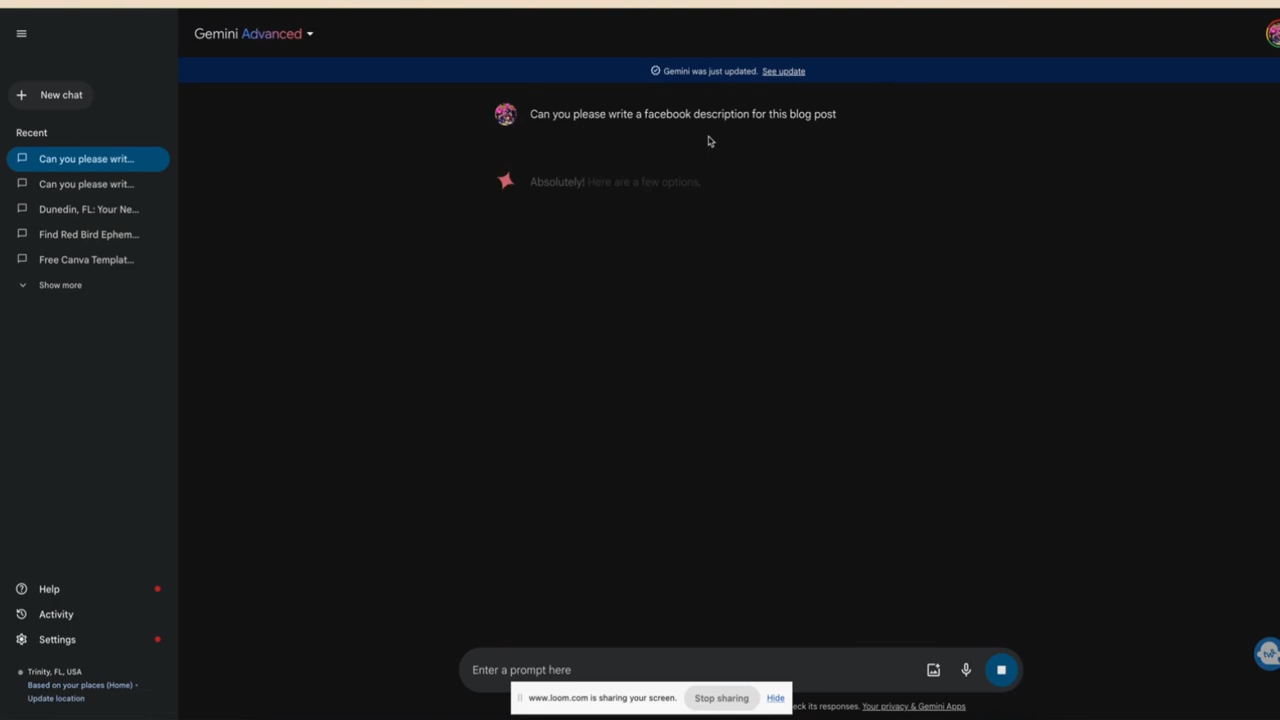 Gemini Advanced
Gemini was just updated. See update
New chat
Recent
Can you please writ...
Can you please writ...
Dunedin, FL: Your Ne...
Find Red Bird Ephem...
Free Canva Templat...
Show more
Can you please write a facebook description for this blog post
Absolutely! Here are a few options,
Help
Activity
Settings
Trinity, FL, USA
Based on your places (Home) •
Update location
Enter a prompt here
www.loom.com is sharing your screen. Stop sharing Hide
its responses. Your privacy & Gemini Apps